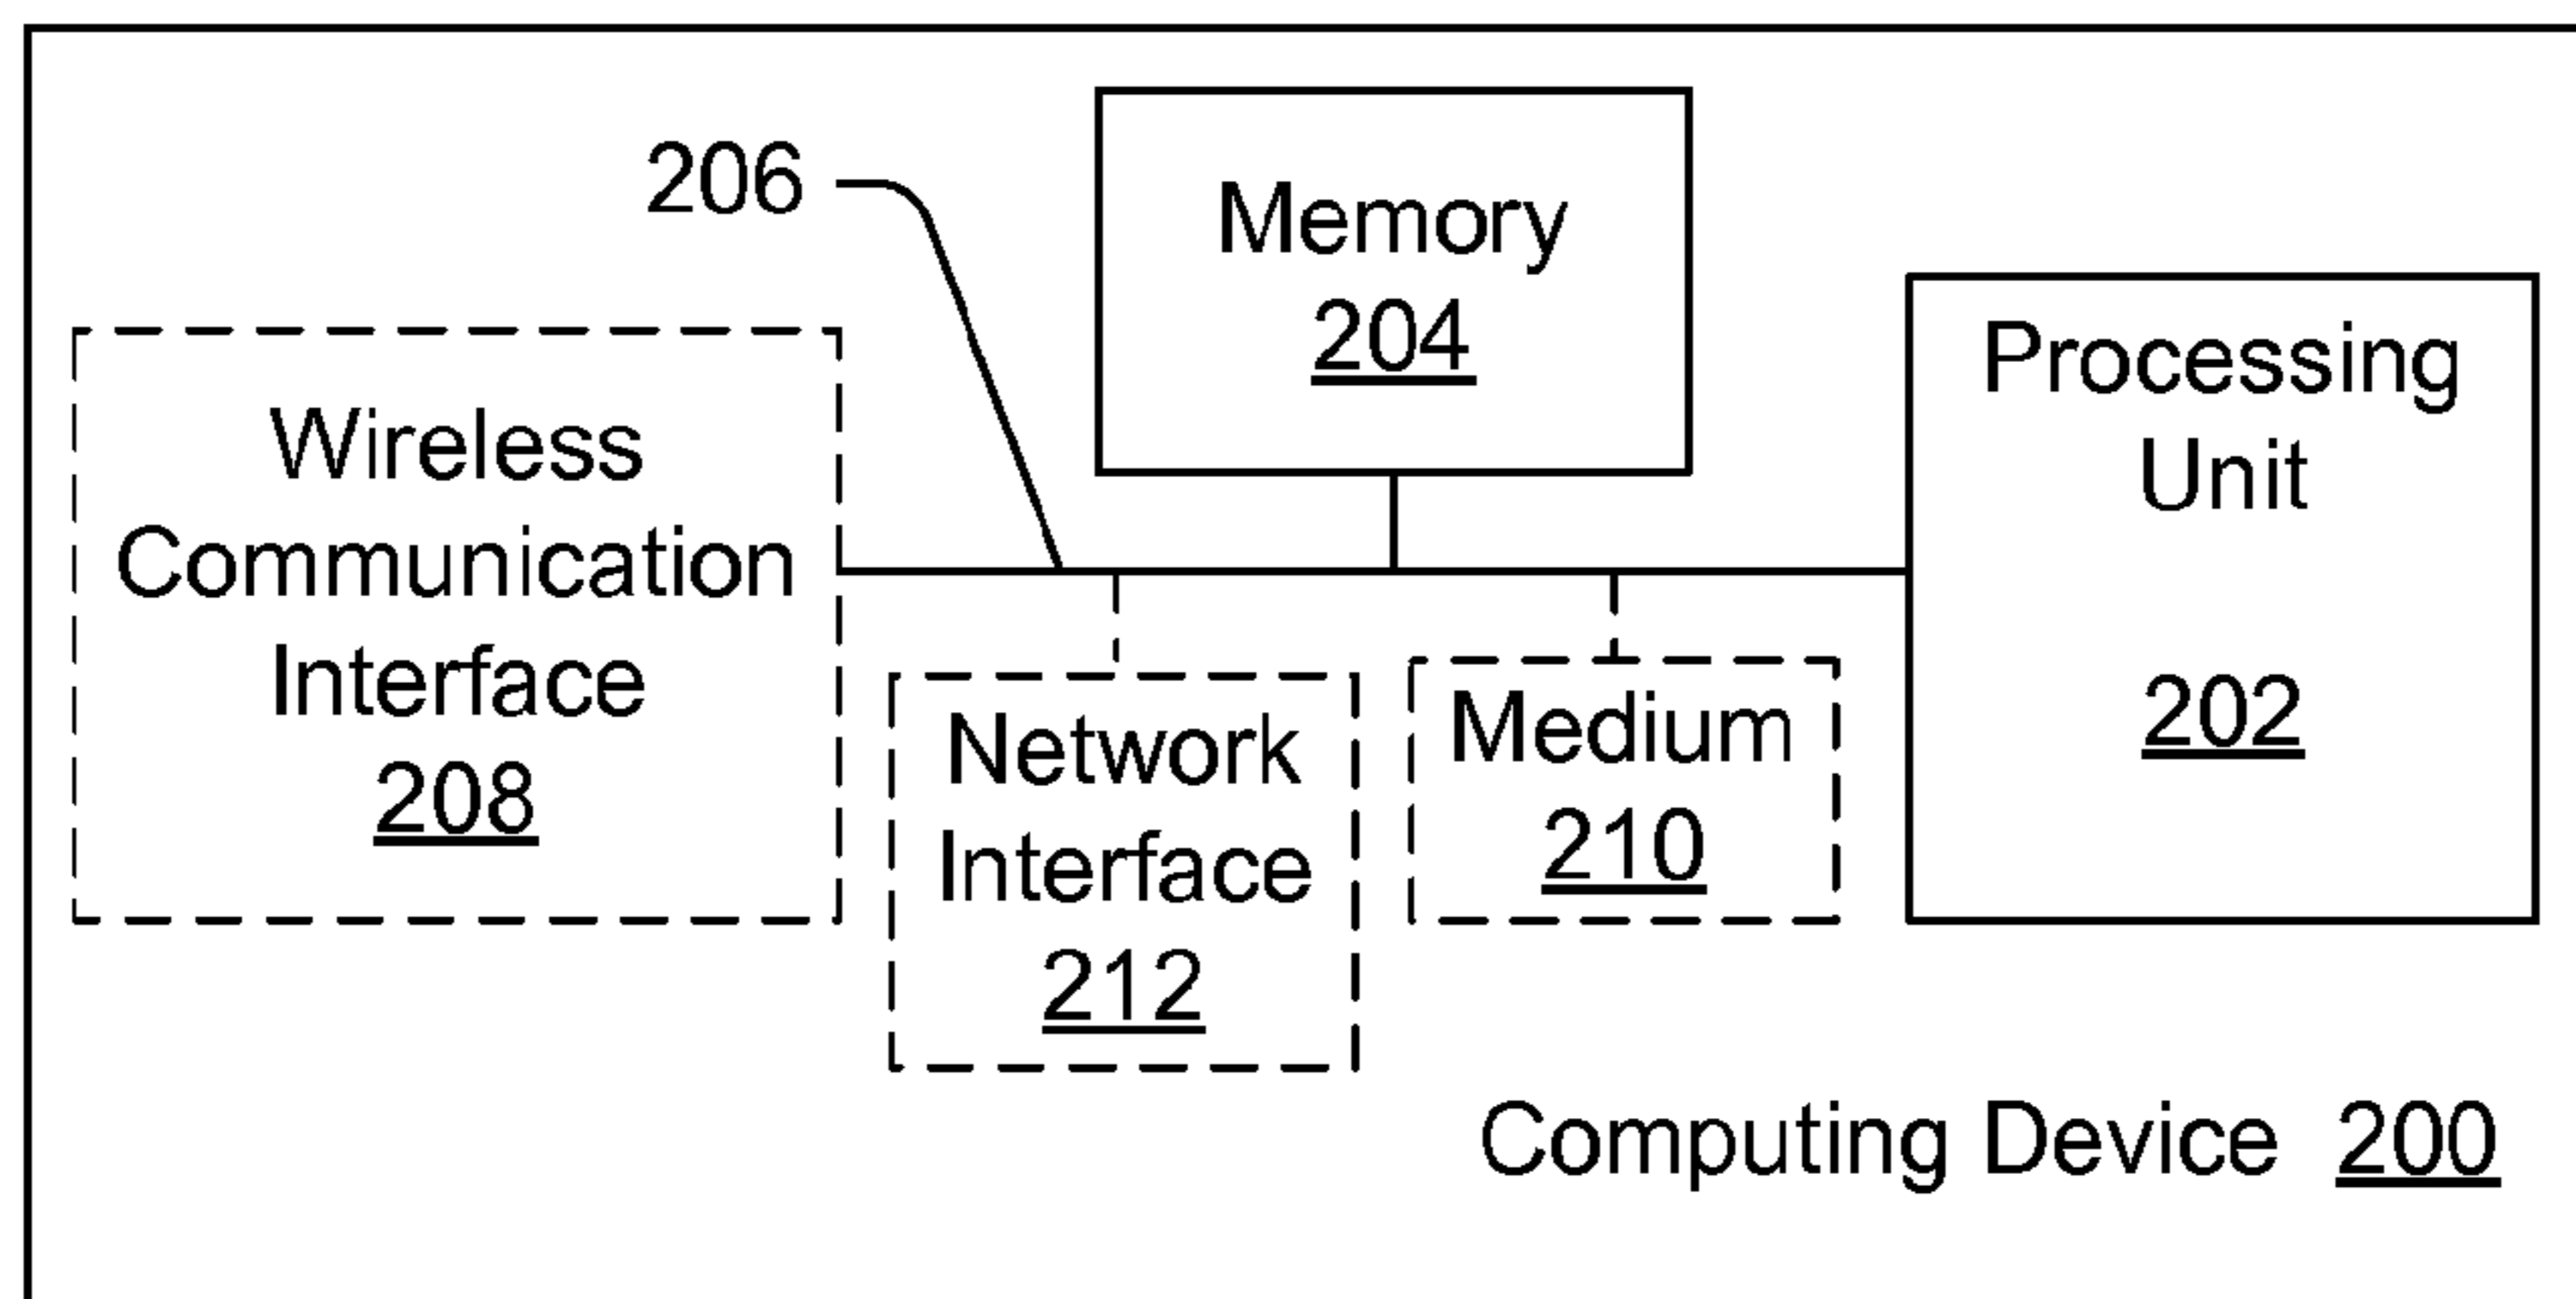 206
Memory
204
Processing
Unit
202
Wireless
Communication
Interface
208
Network
Interface
212
Medium
210
Computing Device 200